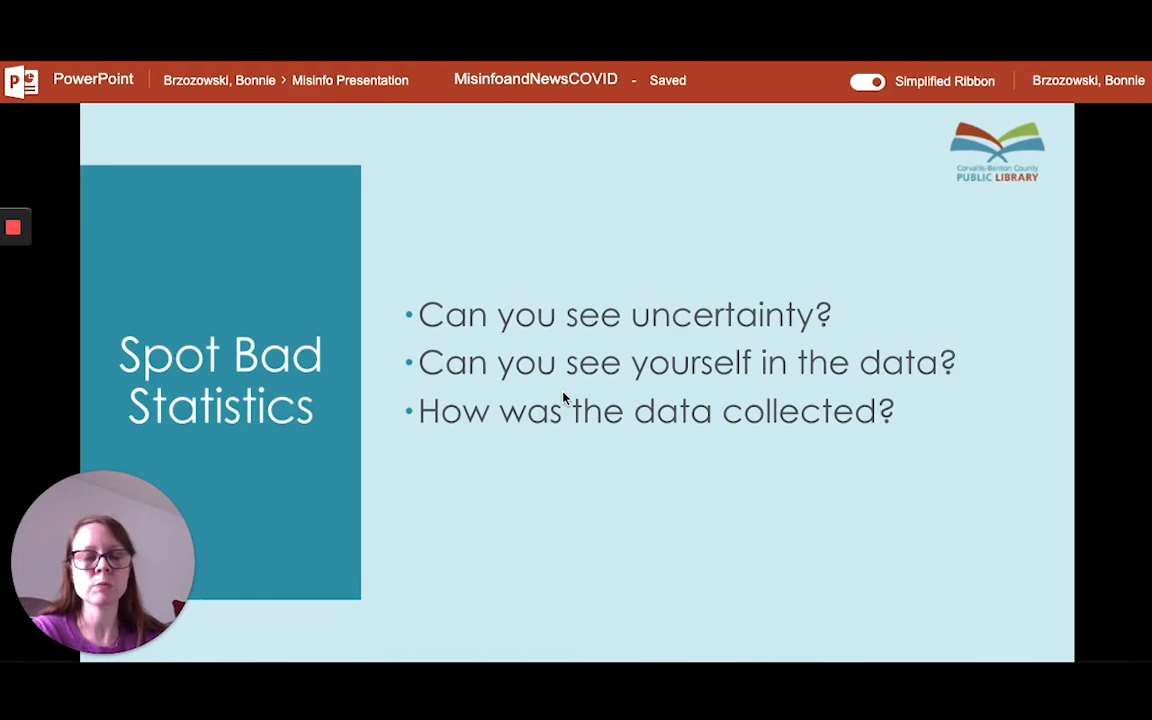 PowerPoint
Brzozowski, Bonnie > Misinfo Presentation
MisinfoandNewsCOVID - Saved
Simplified Ribbon
Brzozowski, Bonnie
Corvallis-Benton County
PUBLIC LIBRARY
Spot Bad
Statistics
•Can you see uncertainty?
•Can you see yourself in the data?
•How was the data collected?